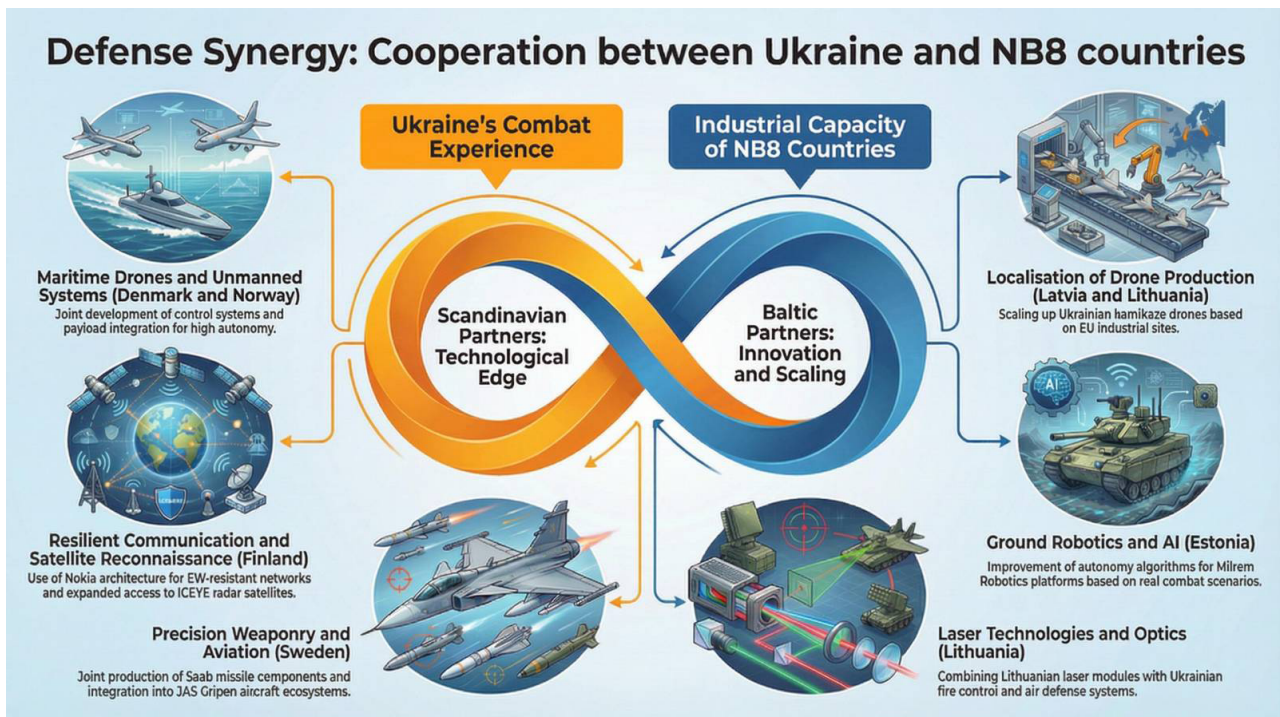 Defense Synergy: Cooperation between Ukraine and NB8 countries
Ukraine's Combat
Experience
Industrial Capacity
of NB8 Countries
Scandinavian
Partners:
Technological
Edge
Baltic
Partners:
Innovation
and Scaling
Maritime Drones and Unmanned
Systems (Denmark and Norway)
Joint development of control systems and
payload integration for high autonomy.
Resilient Communication and
Satellite Reconnaissance (Finland)
Use of Nokia architecture for EW-resistant networks
and expanded access to ICEYE radar satellites.
Precision Weaponry and
Aviation (Sweden)
Joint production of Saab missile components and
integration into JAS Gripen aircraft ecosystems.
Localisation of Drone Production
(Latvia and Lithuania)
Scaling up Ukrainian hamikaze drones based
on EU industrial sites.
AI
Ground Robotics and AI (Estonia)
Improvement of autonomy algorithms for Milrem
Robotics platforms based on real combat scenarios.
Laser Technologies and Optics
(Lithuania)
Combining Lithuanian laser modules with Ukrainian
fire control and air defense systems.